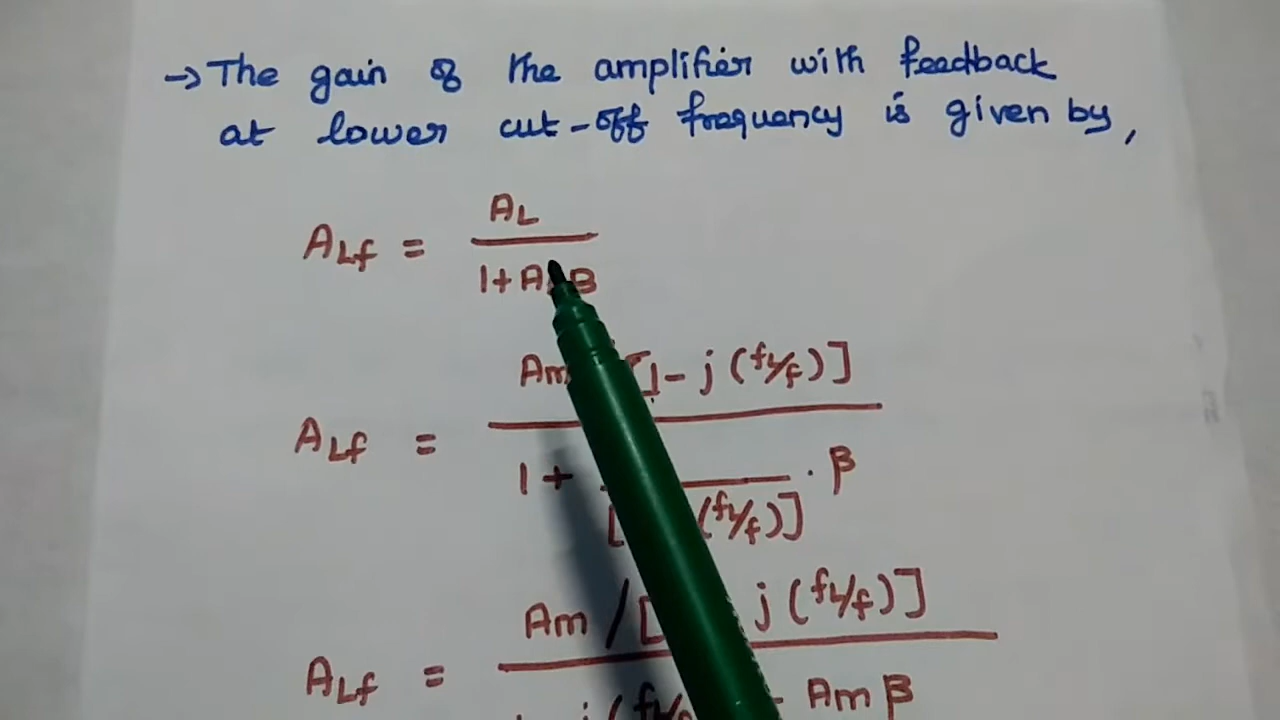 → The gain of the amplifier with feedback
at lower cut-off frequency is given by,
ALf = AL
1+A B
ALf = Am [1 - j (fL/f)]
1 + . β
[ (fL/f)]
ALf = Am / [ j (fL/f)]
j (fL/f Am β